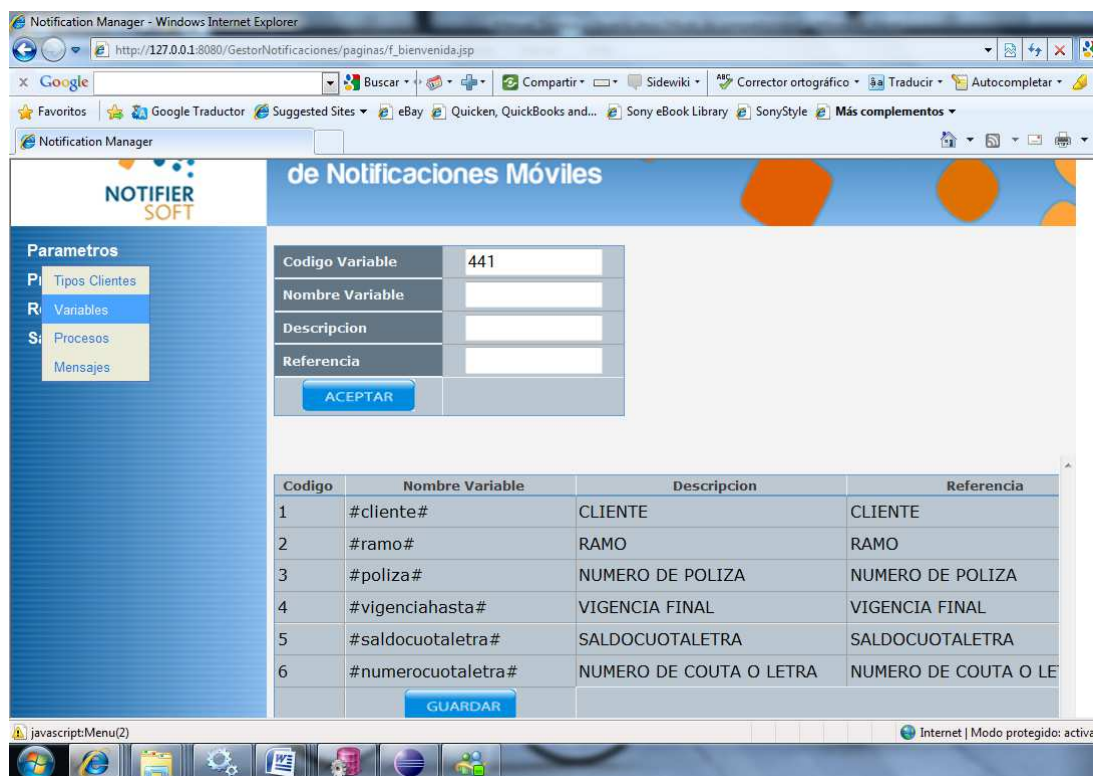 Notification Manager - Windows Internet Explorer
http://127.0.0.1:8080/GestorNotificaciones/paginas/f_bienvenida.jsp
x Google Buscar Compartir Sidewiki ABC Corrector ortográfico Traducir Autocompletar
Favoritos Google Traductor Suggested Sites eBay Quicken, QuickBooks and... Sony eBook Library SonyStyle Más complementos
Notification Manager
NOTIFIER
SOFT
de Notificaciones Móviles
Parametros
Tipos Clientes
Variables
Procesos
Mensajes
Codigo Variable 441
Nombre Variable
Descripcion
Referencia
ACEPTAR
Codigo Nombre Variable Descripcion Referencia
1 #cliente# CLIENTE CLIENTE
2 #ramo# RAMO RAMO
3 #poliza# NUMERO DE POLIZA NUMERO DE POLIZA
4 #vigenciahasta# VIGENCIA FINAL VIGENCIA FINAL
5 #saldocuotaletra# SALDOCUOTALETRA SALDOCUOTALETRA
6 #numerocuotaletra# NUMERO DE COUTA O LETRA NUMERO DE COUTA O LE
GUARDAR
javascript:Menu(2) Internet | Modo protegido: activa